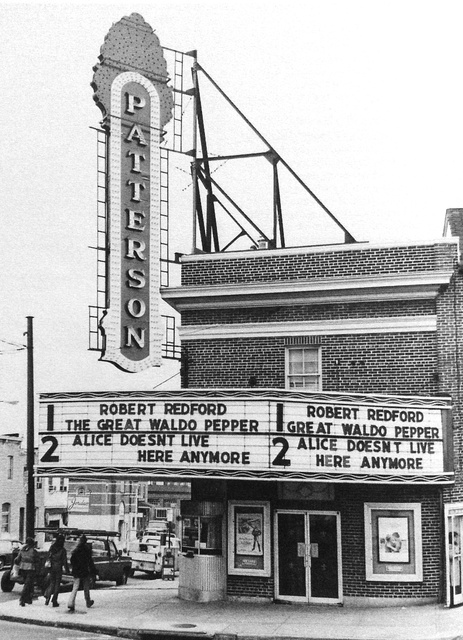 PATTERSON
1 ROBERT REDFORD
THE GREAT WALDO PEPPER
2 ALICE DOESNT LIVE
HERE ANYMORE
1 ROBERT REDFORD
GREAT WALDO PEPPER
2 ALICE DOESN'T LIVE
HERE ANYMORE